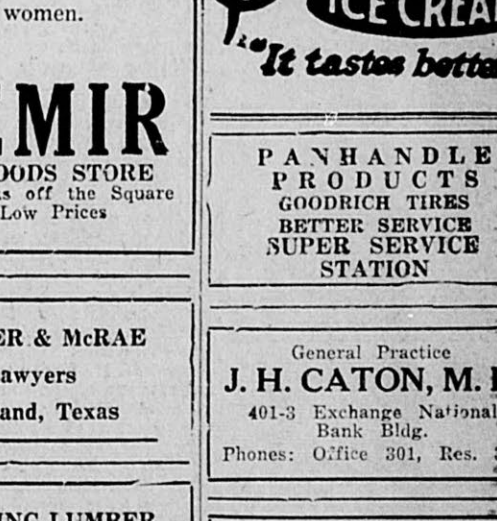 women.
MIR
OODS STORE
s off the Square
Low Prices
ER & McRAE
awyers
and, Texas
ING LUMBER
ICE CREA
"It tastes bette
PANHANDLE
PRODUCTS
GOODRICH TIRES
BETTER SERVICE
SUPER SERVICE
STATION
General Practice
J. H. CATON, M.
401-3 Exchange National
Bank Bldg.
Phones: Office 301, Res.